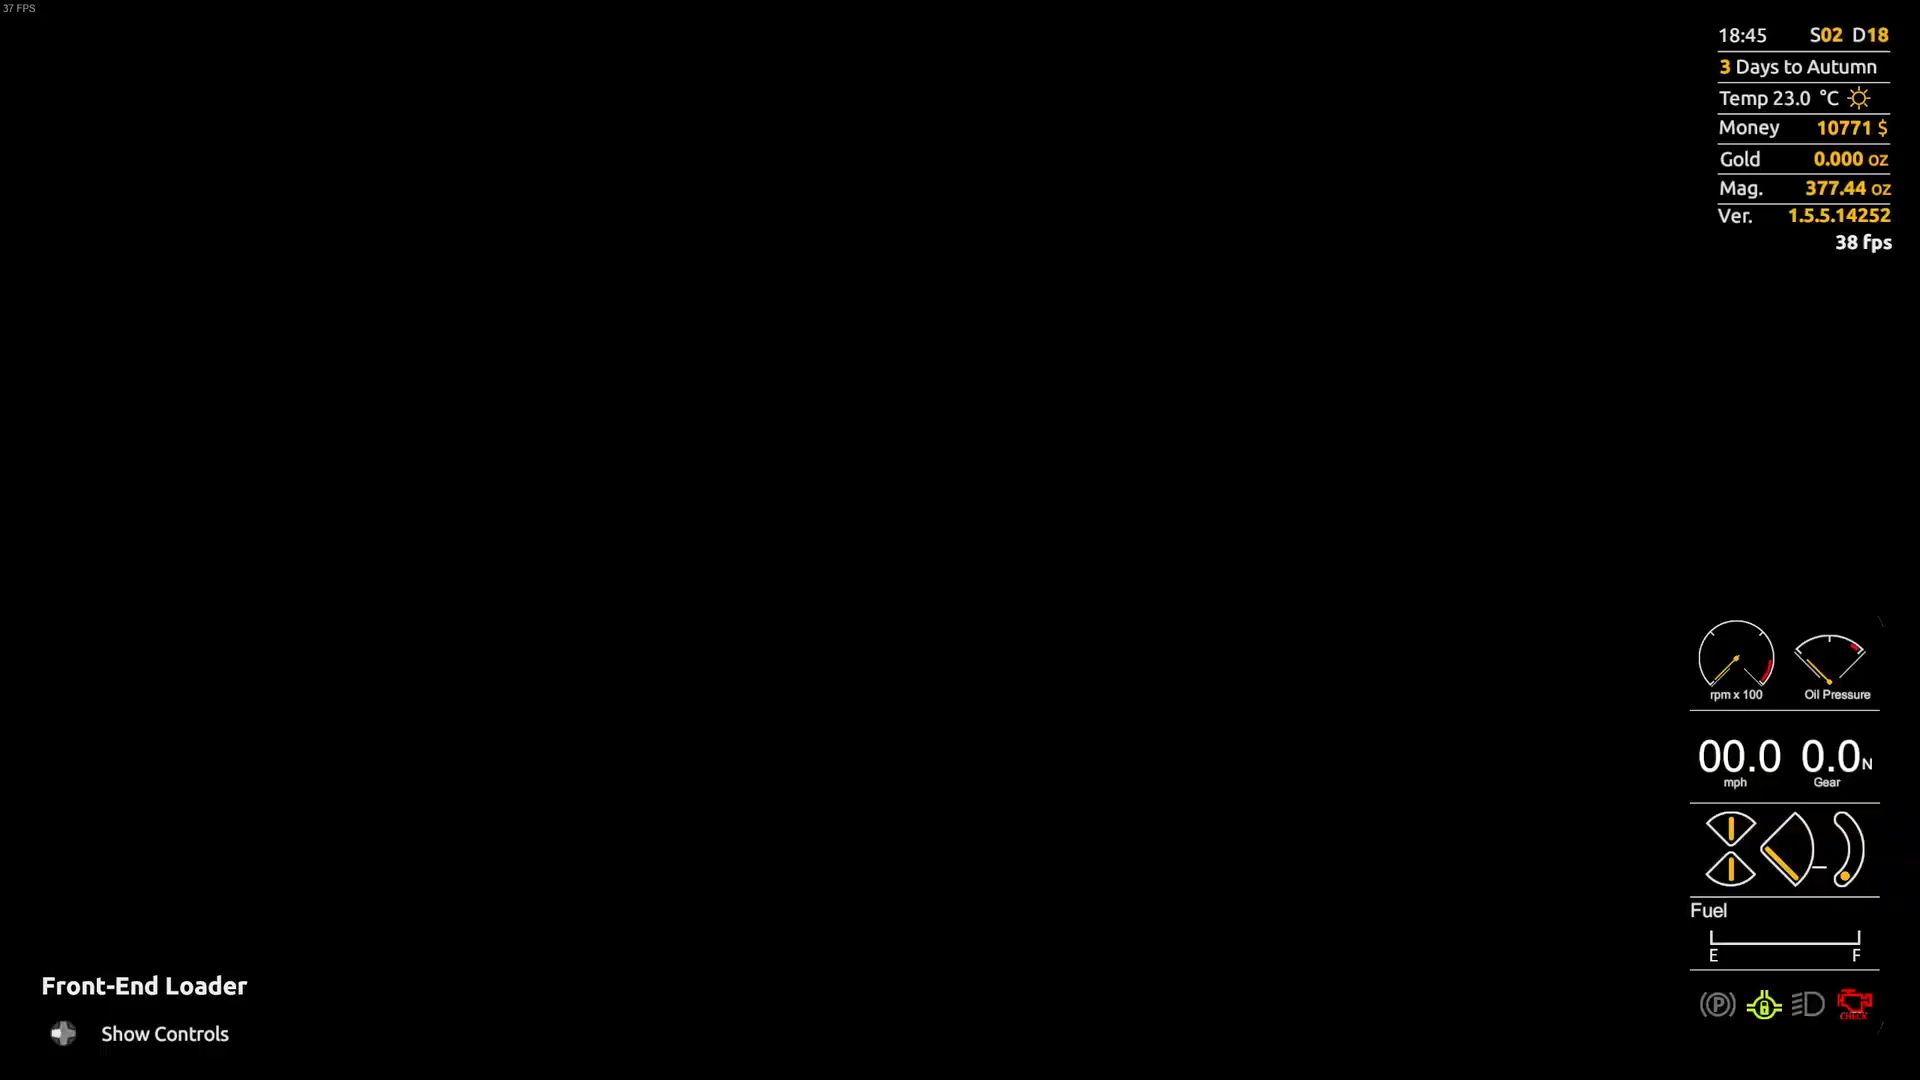 37 FPS
18:45 S02 D18
3 Days to Autumn
Temp 23.0 °C
Money 10771 $
Gold 0.000 oz
Mag. 377.44 oz
Ver. 1.5.5.14252
38 fps
rpm x 100 Oil Pressure
00.0 0.0N
mph Gear
Fuel
E F
Front-End Loader
P CHECK
Show Controls